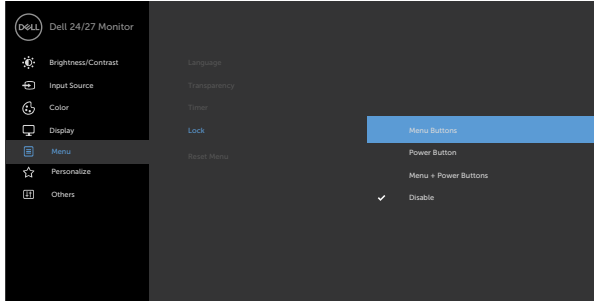 DELL
Dell 24/27 Monitor
Brightness/Contrast
Input Source
Color
Display
Menu
Personalize
Others
Language
Transparency
Timer
Lock
Reset Menu
Menu Buttons
Power Button
Menu + Power Buttons
Disable